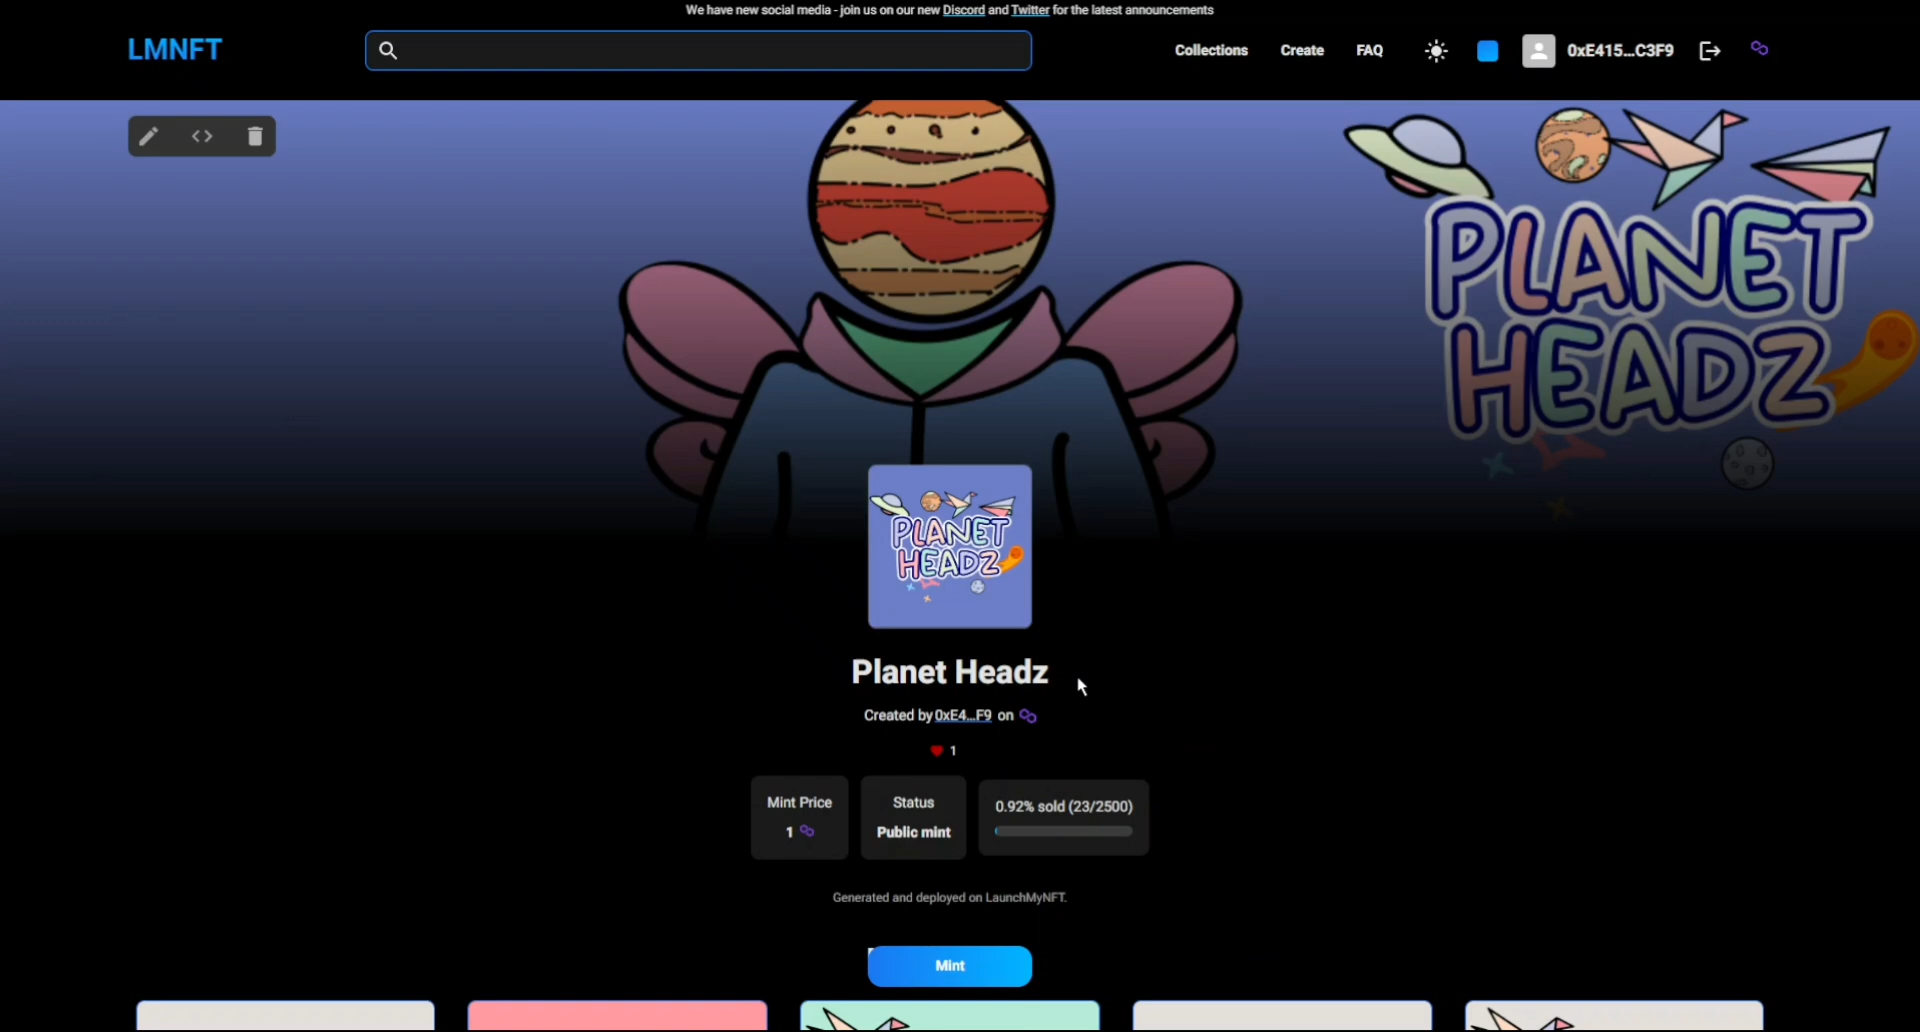 We have new social media - join us on our new Discord and Twitter for the latest announcements
LMNFT
Collections Create FAQ 0xE415...C3F9
PLANET
HEADZ
PLANET
HEADZ
Planet Headz
Created by 0xE4...F9 on
1
Mint Price
1
Status
Public mint
0.92% sold (23/2500)
Generated and deployed on LaunchMyNFT.
Mint